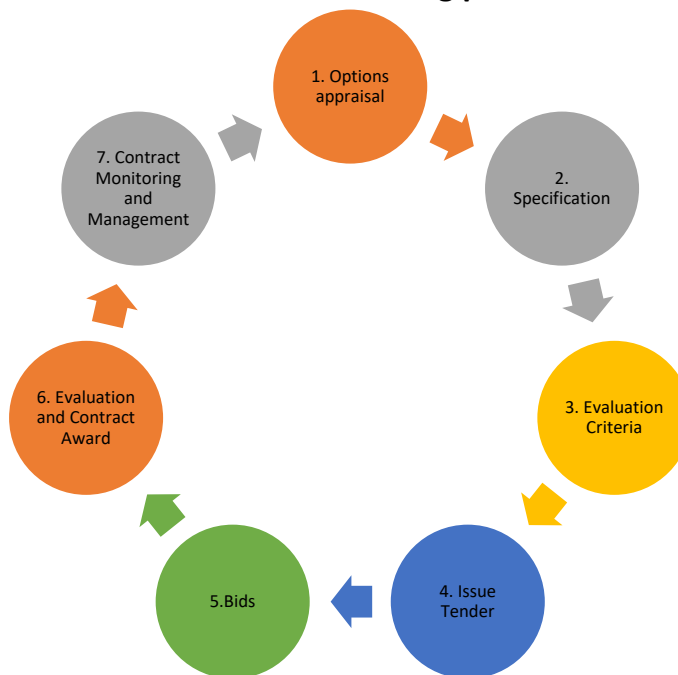 1. Options
appraisal
2.
Specification
3. Evaluation
Criteria
4. Issue
Tender
5.Bids
6. Evaluation
and Contract
Award
7. Contract
Monitoring
and
Management